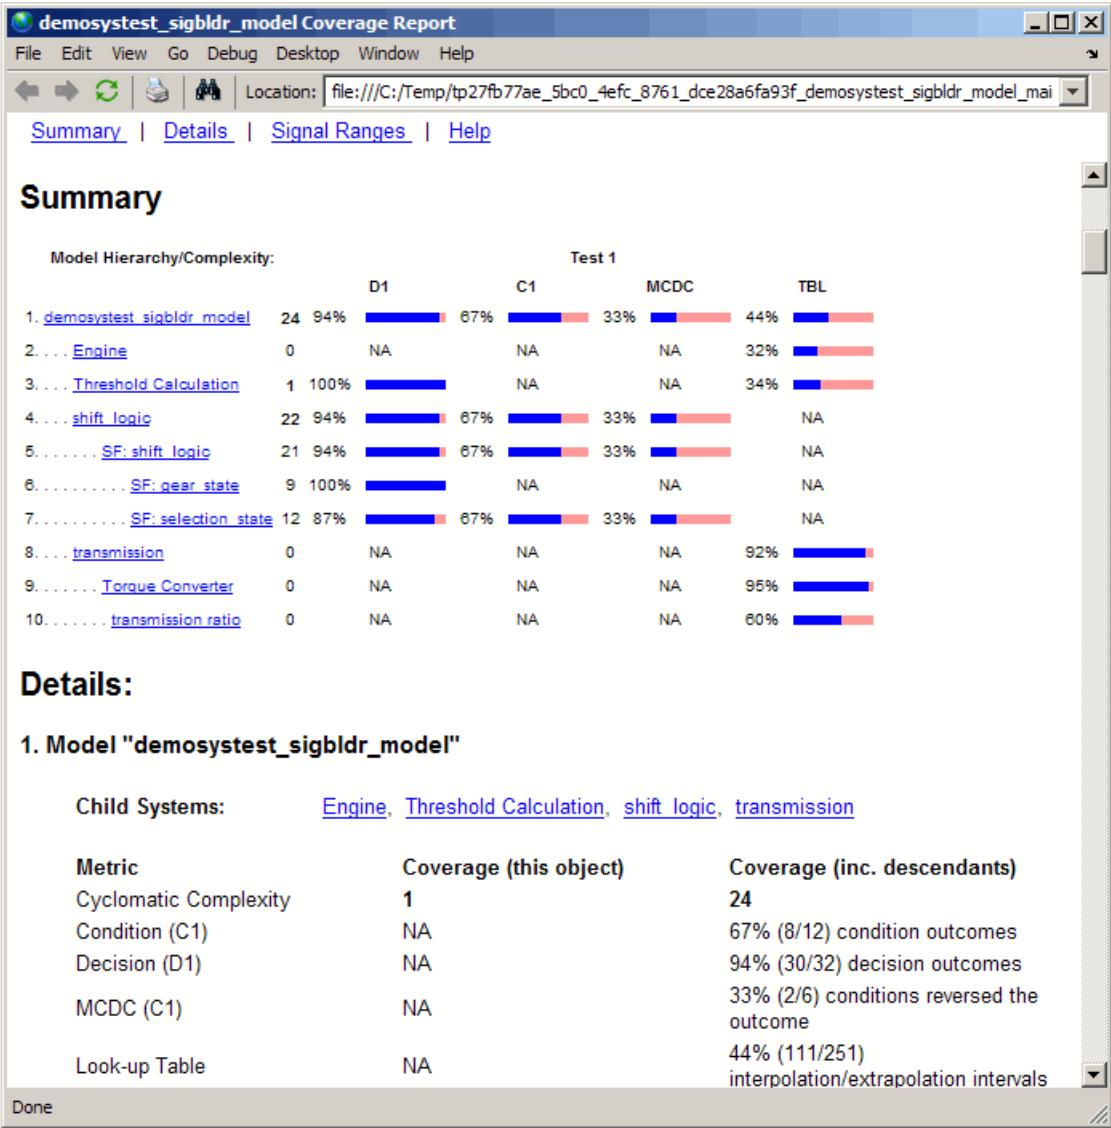 demosystest_sigbldr_model Coverage Report
File Edit View Go Debug Desktop Window Help
Location: file:///C:/Temp/tp27fb77ae_5bc0_4efc_8761_dce28a6fa93f_demosystest_sigbldr_model_mai
Summary | Details | Signal Ranges | Help
Summary
Model Hierarchy/Complexity: Test 1
D1 C1 MCDC TBL
1. demosystest_sigbldr_model 24 94% 67% 33% 44%
2. . . . Engine 0 NA NA NA 32%
3. . . . Threshold Calculation 1 100% NA NA 34%
4. . . . shift_logic 22 94% 67% 33% NA
5. . . . . . . SF: shift_logic 21 94% 67% 33% NA
6. . . . . . . . . . SF: gear_state 9 100% NA NA NA
7. . . . . . . . . . SF: selection_state 12 87% 67% 33% NA
8. . . . transmission 0 NA NA NA 92%
9. . . . . . . Torque Converter 0 NA NA NA 95%
10. . . . . . . transmission ratio 0 NA NA NA 60%
Details:
1. Model "demosystest_sigbldr_model"
Child Systems: Engine, Threshold Calculation, shift_logic, transmission
Metric Coverage (this object) Coverage (inc. descendants)
Cyclomatic Complexity 1 24
Condition (C1) NA 67% (8/12) condition outcomes
Decision (D1) NA 94% (30/32) decision outcomes
MCDC (C1) NA 33% (2/6) conditions reversed the
outcome
Look-up Table NA 44% (111/251)
interpolation/extrapolation intervals
Done